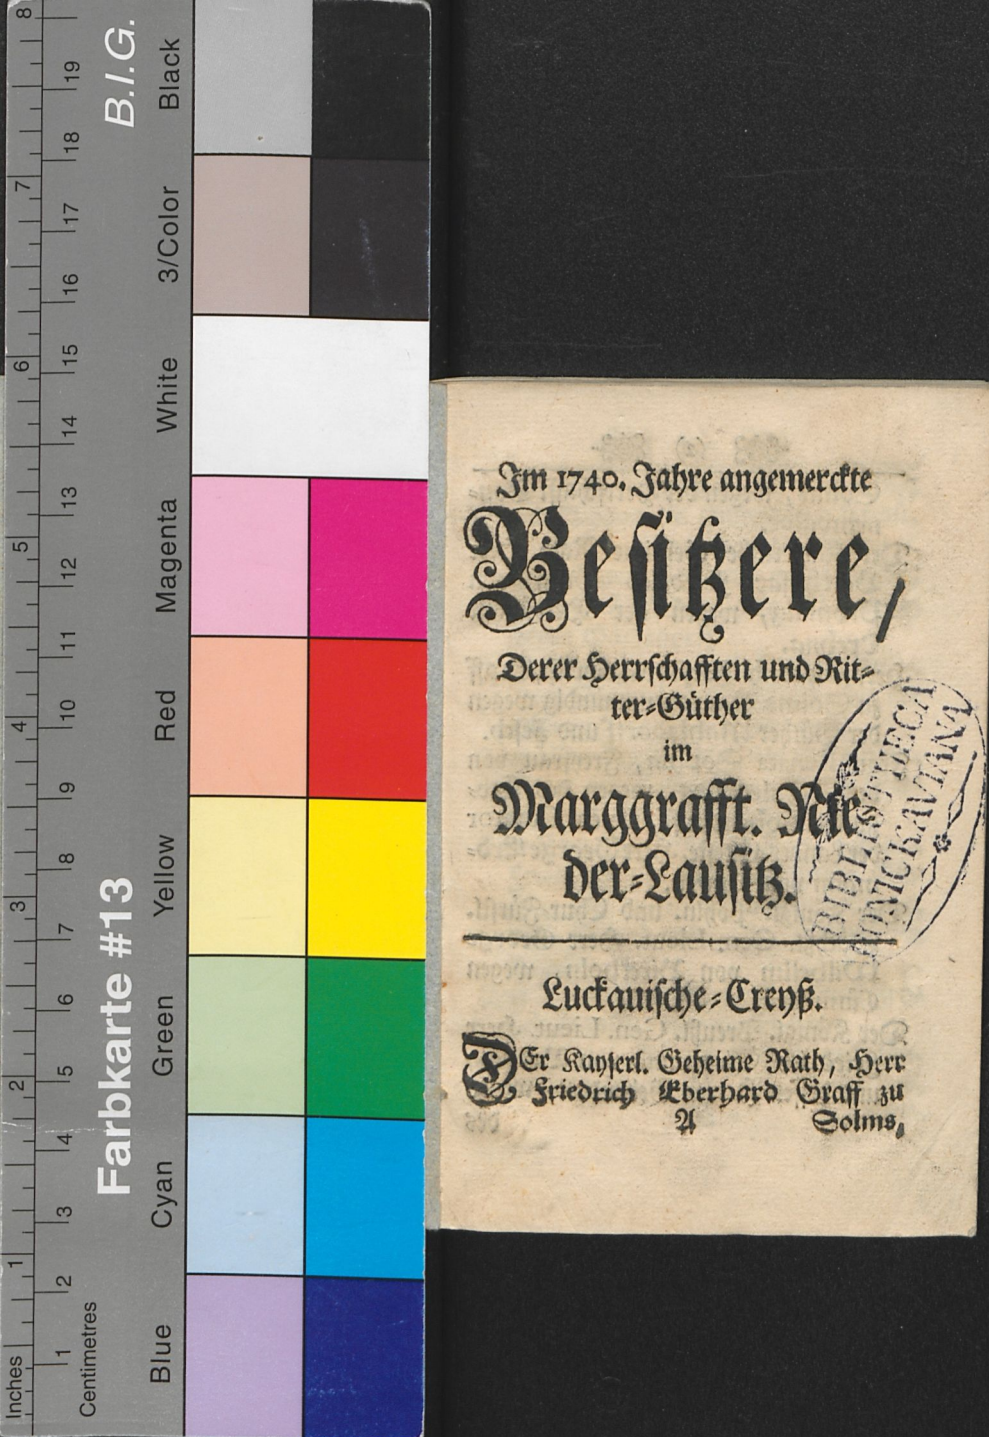 Im 1740. Jahre angemerckte
Besitzere,
Derer Herrschafften und Rit-
ter-Güther
im
Marggrafft. Nie-
der-Lausitz.
Luckauische-Creyß.
DEr Kayserl. Geheime Rath, Herr
Friedrich Eberhard Graff zu
A Solms,
BIBLIOTHECA
PONICKAVIANA
B.I.G.
Farbkarte #13
Black
3/Color
White
Magenta
Red
Yellow
Green
Cyan
Blue
Inches
1 2 3 4 5 6 7 8
Centimetres
1 2 3 4 5 6 7 8 9 10 11 12 13 14 15 16 17 18 19